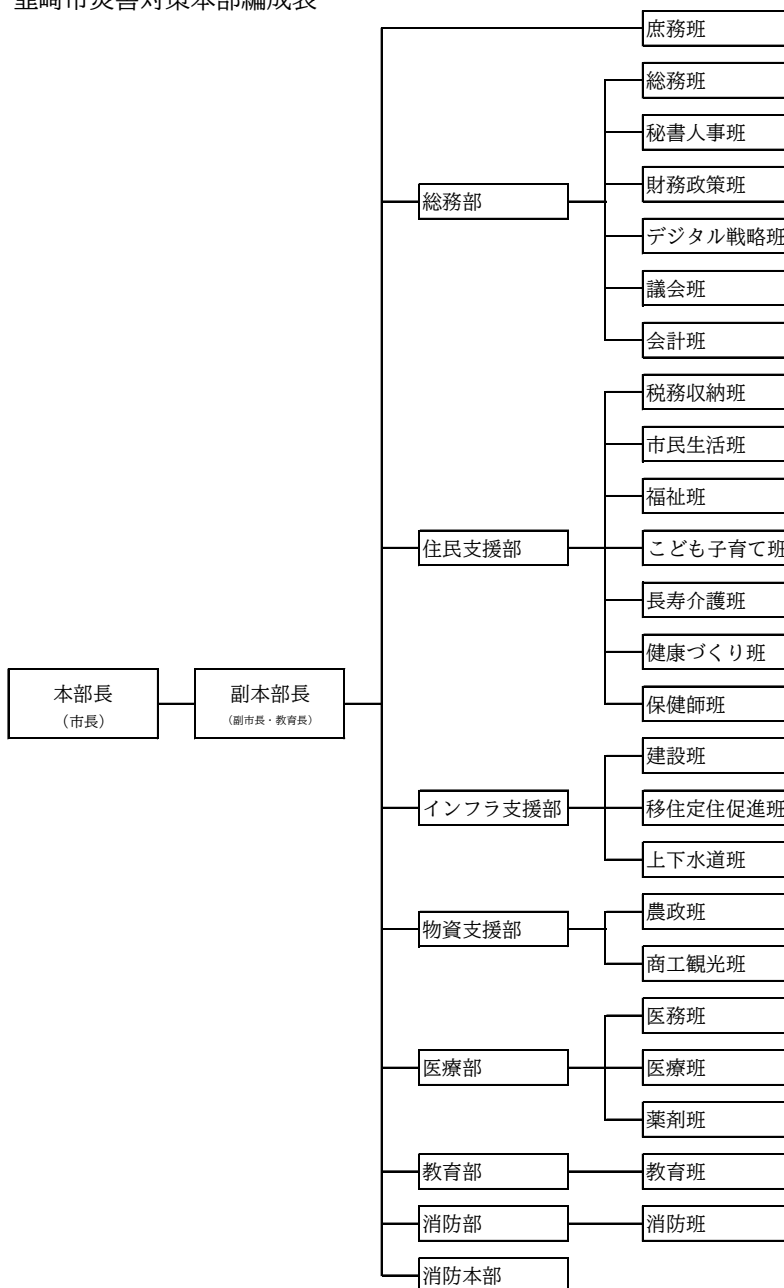 韮崎市災害対策本部編成表
庶務班
総務班
秘書人事班
財務政策班
総務部
デジタル戦略班
議会班
会計班
税務収納班
市民生活班
福祉班
住民支援部
こども子育て班
長寿介護班
健康づくり班
保健師班
本部長
（市長）
副本部長
（副市長・教育長）
建設班
インフラ支援部
移住定住促進班
上下水道班
農政班
物資支援部
商工観光班
医務班
医療部
医療班
薬剤班
教育部
教育班
消防部
消防班
消防本部